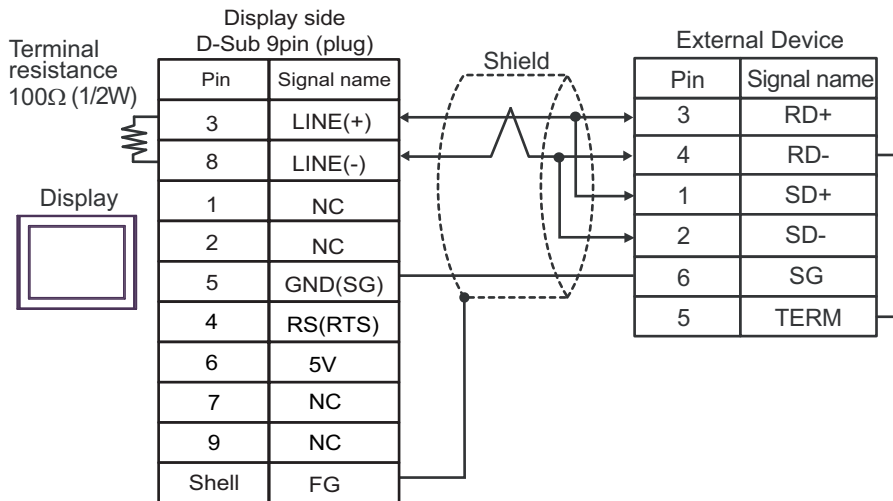 Display side
D-Sub 9pin (plug)
Terminal
resistance
100Ω (1/2W)
Display
Pin Signal name
3 LINE(+)
8 LINE(-)
1 NC
2 NC
5 GND(SG)
4 RS(RTS)
6 5V
7 NC
9 NC
Shell FG
Shield
External Device
Pin Signal name
3 RD+
4 RD-
1 SD+
2 SD-
6 SG
5 TERM